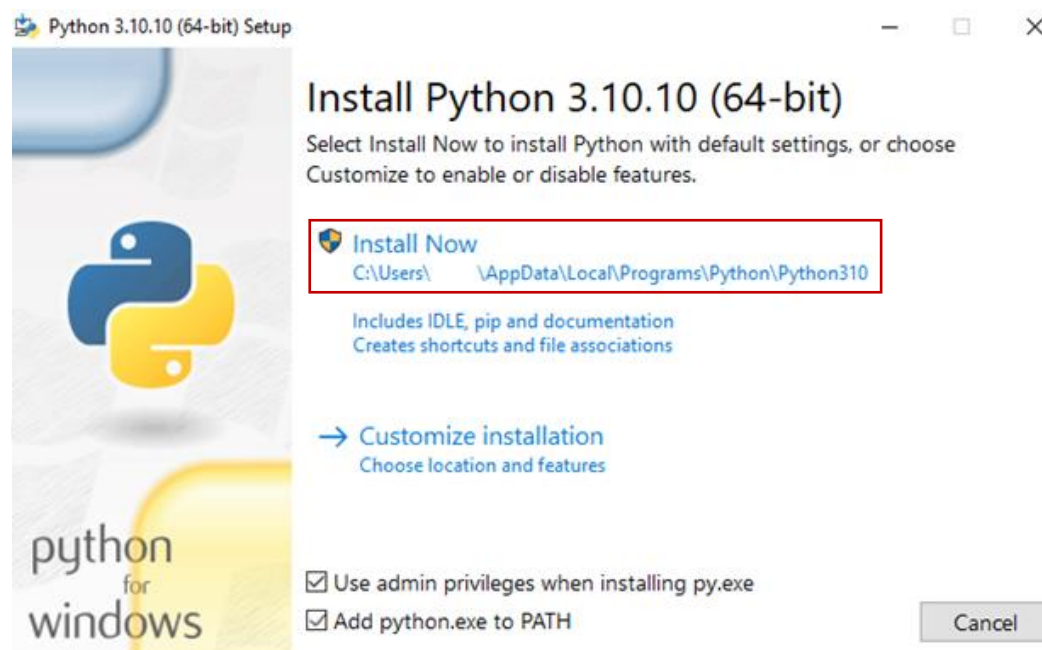 Python 3.10.10 (64-bit) Setup
Install Python 3.10.10 (64-bit)
Select Install Now to install Python with default settings, or choose
Customize to enable or disable features.
Install Now
C:\Users\ \AppData\Local\Programs\Python\Python310
Includes IDLE, pip and documentation
Creates shortcuts and file associations
→ Customize installation
Choose location and features
python
for
windows
Use admin privileges when installing py.exe
Add python.exe to PATH
Cancel